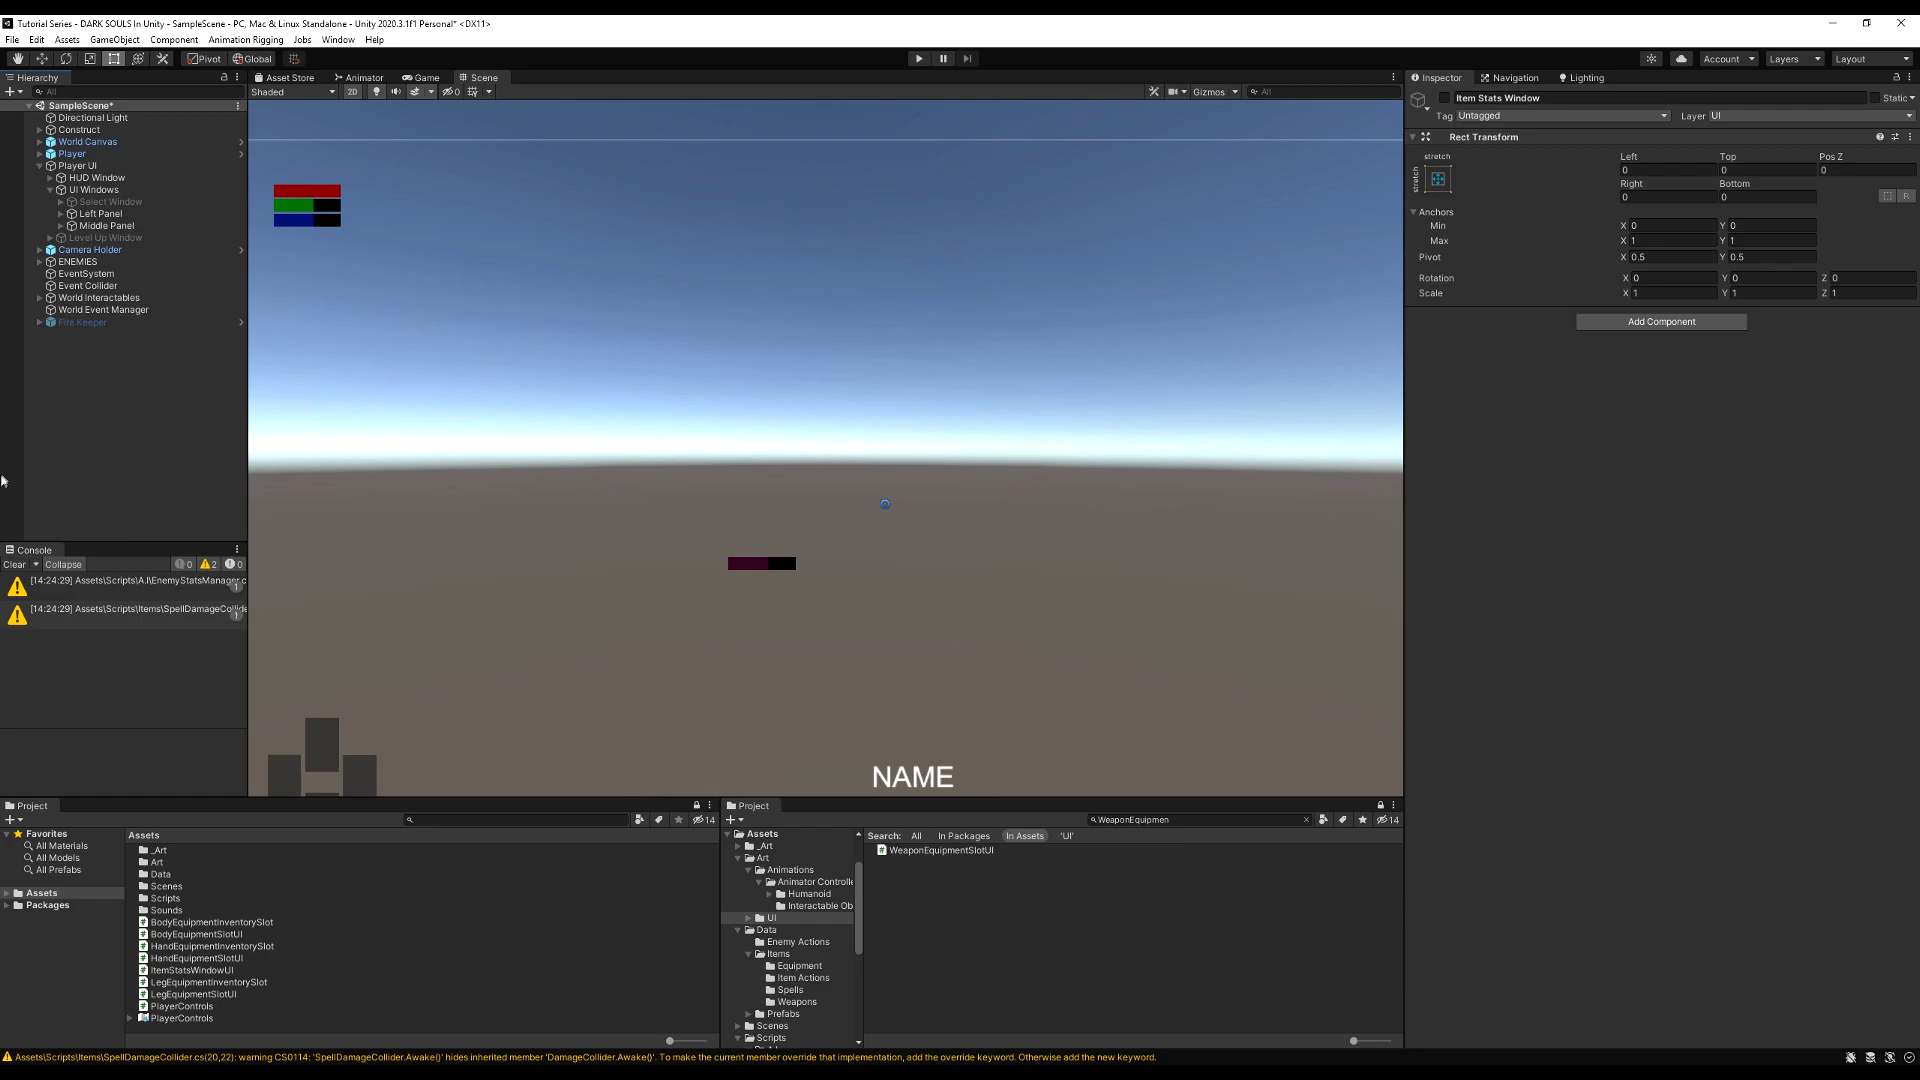 Tutorial Series - DARK SOULS In Unity - SampleScene - PC, Mac & Linux Standalone - Unity 2020.3.1f1 Personal* <DX11>
File Edit Assets GameObject Component Animation Rigging Jobs Window Help
Pivot Global Account Layers Layout
Hierarchy Asset Store Animator Game Scene Inspector Navigation Lighting
All Shaded 2D 0 Gizmos All
Item Stats Window Static
Tag Untagged Layer UI
SampleScene*
Directional Light
Construct
World Canvas
Player
Player UI
HUD Window
UI Windows
Select Window
Left Panel
Middle Panel
Level Up Window
Camera Holder
ENEMIES
EventSystem
Event Collider
World Interactables
World Event Manager
Fire Keeper
Rect Transform
stretch Left Top Pos Z
stretch 0 0 0
Right Bottom
0 0 R
Anchors
Min X 0 Y 0
Max X 1 Y 1
Pivot X 0.5 Y 0.5
Rotation X 0 Y 0 Z 0
Scale X 1 Y 1 Z 1
Add Component
NAME
Console
Clear Collapse 0 2 0
[14:24:29] Assets\Scripts\A.I\EnemyStatsManager.c
1
[14:24:29] Assets\Scripts\Items\SpellDamageCollide
1
Project
14
Favorites
All Materials
All Models
All Prefabs
Assets
Packages
Assets
_Art
Art
Data
Scenes
Scripts
Sounds
BodyEquipmentInventorySlot
BodyEquipmentSlotUI
HandEquipmentInventorySlot
HandEquipmentSlotUI
ItemStatsWindowUI
LegEquipmentInventorySlot
LegEquipmentSlotUI
PlayerControls
PlayerControls
Project
WeaponEquipmen 14
Assets
_Art
Art
Animations
Animator Controlle
Humanoid
Interactable Ob
UI
Data
Enemy Actions
Items
Equipment
Item Actions
Spells
Weapons
Prefabs
Scenes
Scripts
Search: All In Packages In Assets 'UI'
WeaponEquipmentSlotUI
Assets\Scripts\Items\SpellDamageCollider.cs(20,22): warning CS0114: 'SpellDamageCollider.Awake()' hides inherited member 'DamageCollider.Awake()'. To make the current member override that implementation, add the override keyword. Otherwise add the new keyword.